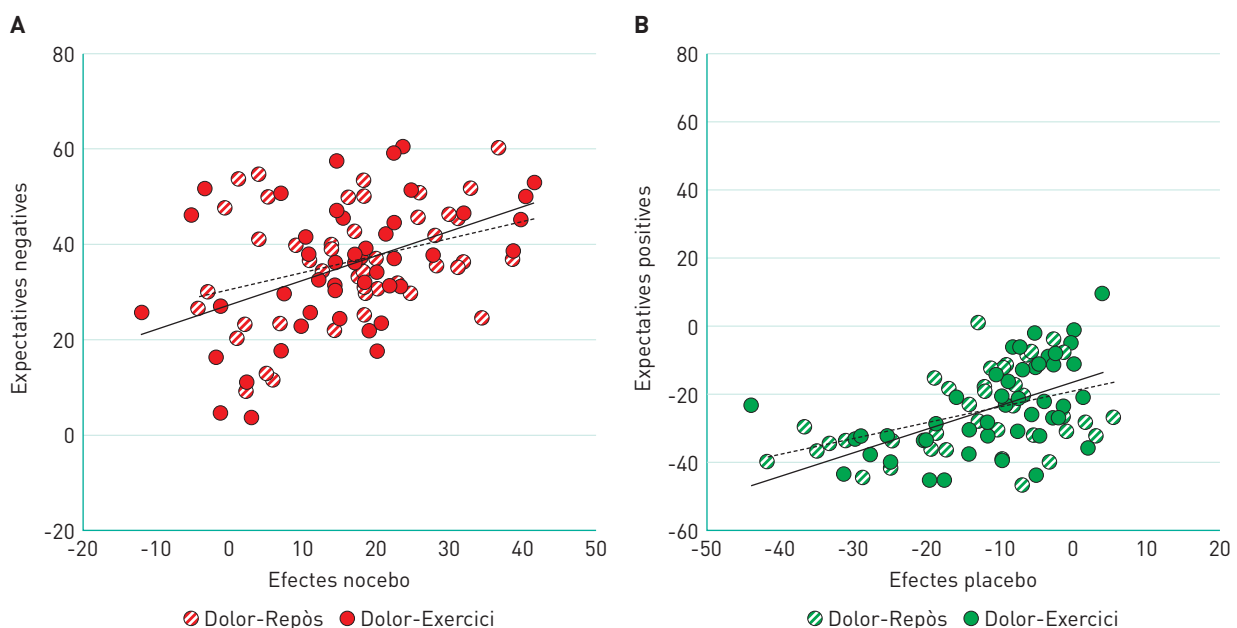 A
80
60
40
20
0
-20
Expectatives negatives
-20 -10 0 10 20 30 40 50
Efectes nocebo
Dolor-Repòs Dolor-Exercici
B
80
60
40
20
0
-20
-40
-60
Expectatives positives
-50 -40 -30 -20 -10 0 10 20
Efectes placebo
Dolor-Repòs Dolor-Exercici